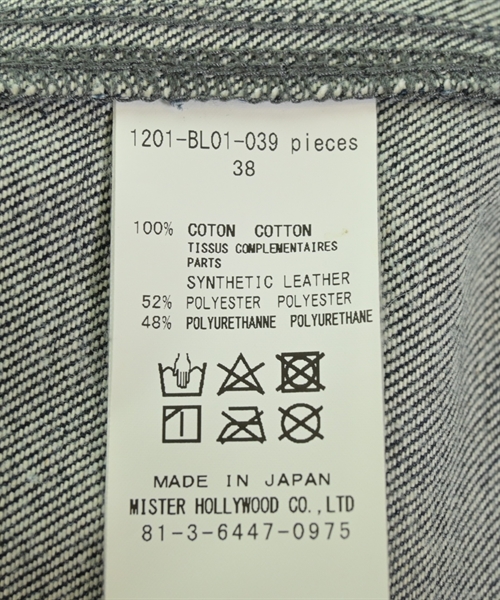 1201-BL01-039 pieces
38
100% COTON COTTON
TISSUS COMPLEMENTAIRES
PARTS
SYNTHETIC LEATHER
52% POLYESTER POLYESTER
48% POLYURETHANNE POLYURETHANE
MADE IN JAPAN
MISTER HOLLYWOOD CO.,LTD
81-3-6447-0975